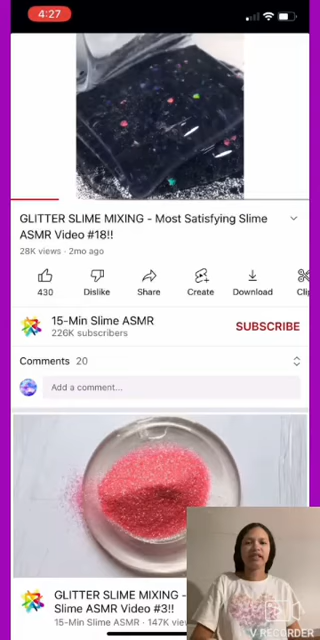 4:27
GLITTER SLIME MIXING - Most Satisfying Slime
ASMR Video #18!!
28K views · 2mo ago
430
Dislike
Share
Create
Download
Clip
15-Min Slime ASMR
226K subscribers
SUBSCRIBE
Comments 20
Add a comment...
GLITTER SLIME MIXING -
Slime ASMR Video #3!!
15-Min Slime ASMR · 147K
V RECORDER